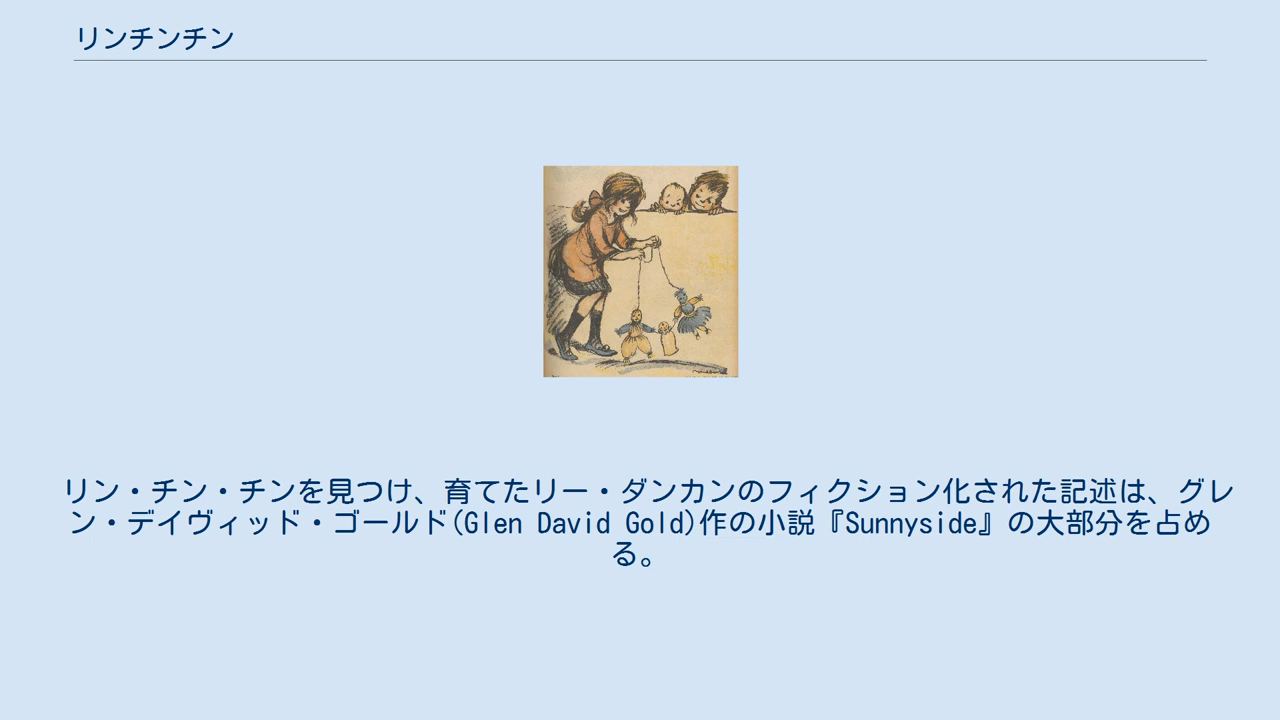 リンチンチン
リン・チン・チンを見つけ、育てたリー・ダンカンのフィクション化された記述は、グレ
ン・デイヴィッド・ゴールド(Glen David Gold)作の小説『Sunnyside』の大部分を占め
る。